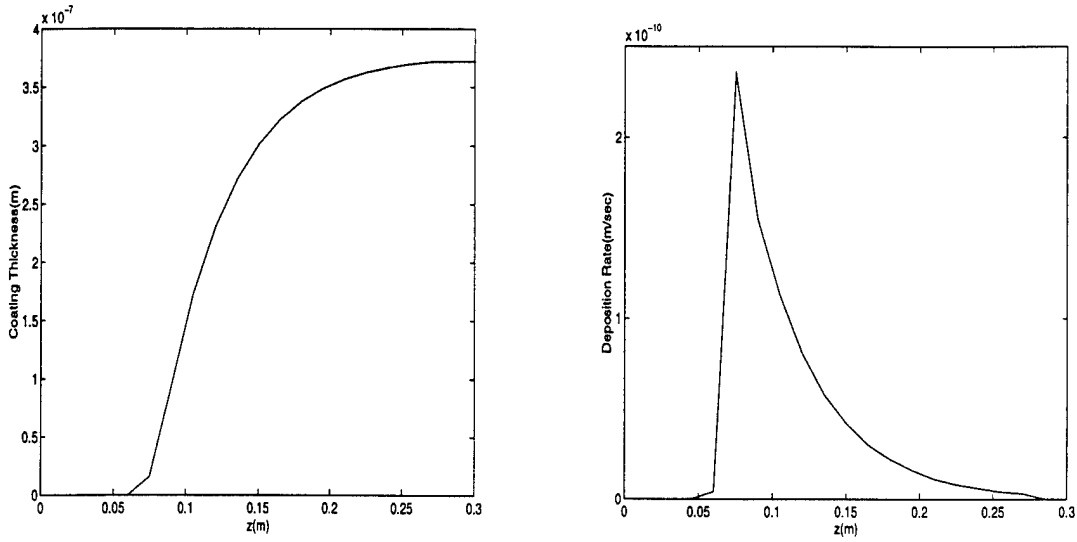 x 10⁻⁷
4
3.5
3
2.5
2
1.5
1
0.5
0
0 0.05 0.1 0.15 0.2 0.25 0.3
z(m)
Coating Thickness(m)
x 10⁻¹⁰
2
1
0
0 0.05 0.1 0.15 0.2 0.25 0.3
z(m)
Deposition Rate(m/sec)